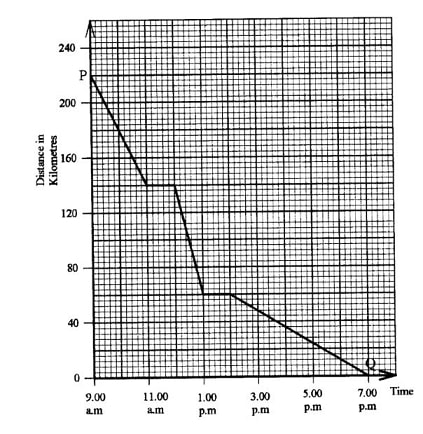 240
P
200
Distance in
Kilometres
160
120
80
40
Q
0
Time
9.00 11.00 1.00 3.00 5.00 7.00
a.m a.m p.m p.m p.m p.m